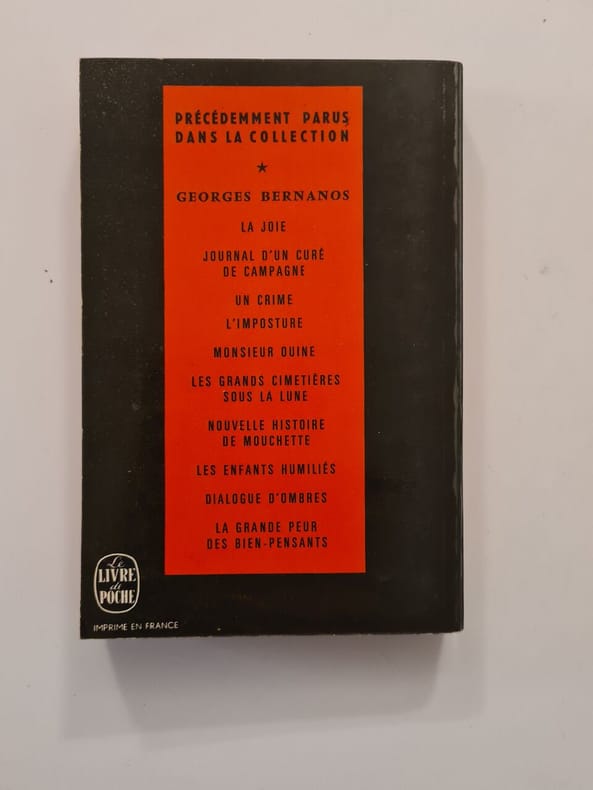 PRÉCÉDEMMENT PARUS
DANS LA COLLECTION
GEORGES BERNANOS
LA JOIE
JOURNAL D'UN CURÉ
DE CAMPAGNE
UN CRIME
L'IMPOSTURE
MONSIEUR OUINE
LES GRANDS CIMETIÈRES
SOUS LA LUNE
NOUVELLE HISTOIRE
DE MOUCHETTE
LES ENFANTS HUMILIÉS
DIALOGUE D'OMBRES
LA GRANDE PEUR
DES BIEN-PENSANTS
Le
LIVRE
de
POCHE
IMPRIME EN FRANCE